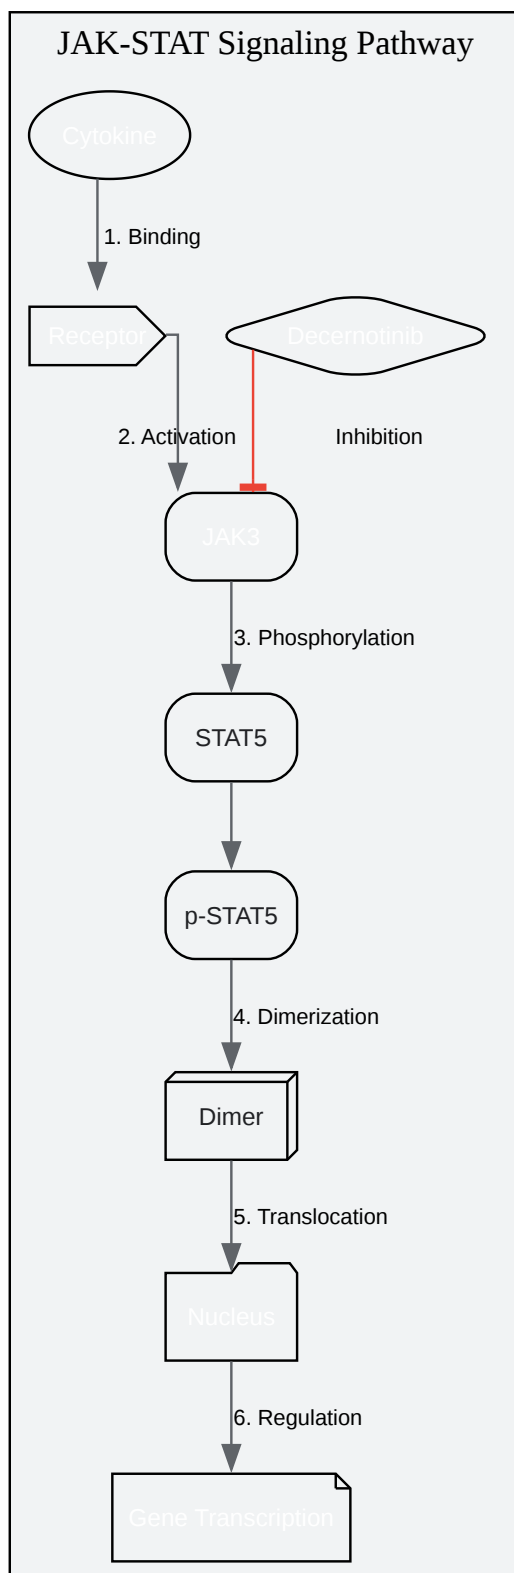 JAK-STAT Signaling Pathway
Cytokine
1. Binding
Receptor
Decernotinib
2. Activation
Inhibition
JAK3
3. Phosphorylation
STAT5
p-STAT5
4. Dimerization
Dimer
5. Translocation
Nucleus
6. Regulation
Gene Transcription